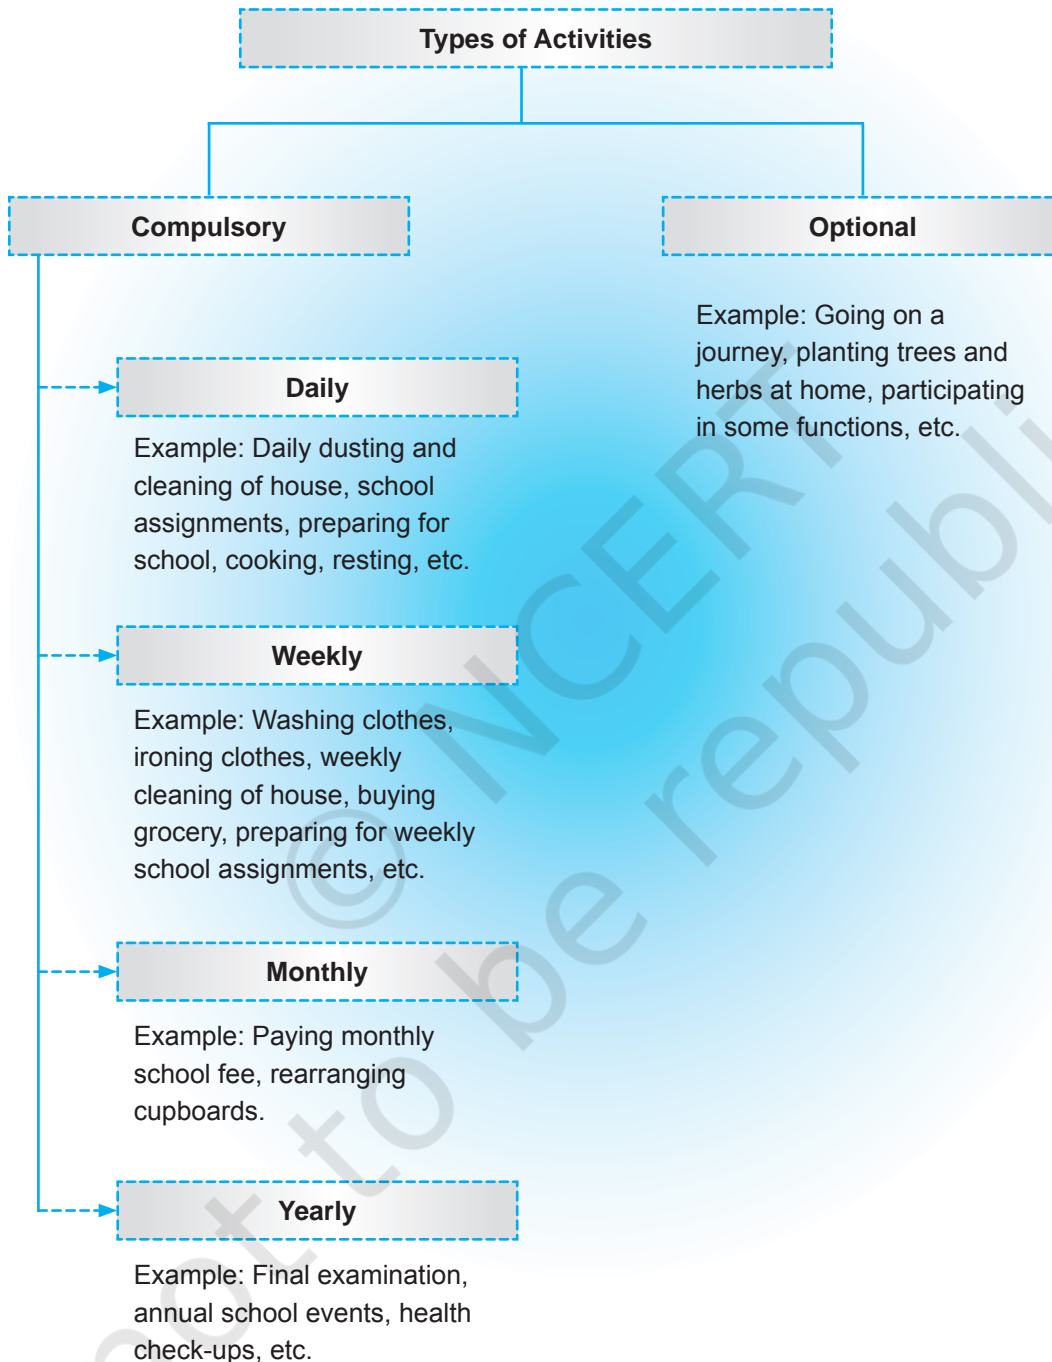 Types of Activities
Compulsory
Optional
Example: Going on a
journey, planting trees and
herbs at home, participating
in some functions, etc.
Daily
Example: Daily dusting and
cleaning of house, school
assignments, preparing for
school, cooking, resting, etc.
Weekly
Example: Washing clothes,
ironing clothes, weekly
cleaning of house, buying
grocery, preparing for weekly
school assignments, etc.
Monthly
Example: Paying monthly
school fee, rearranging
cupboards.
Yearly
Example: Final examination,
annual school events, health
check-ups, etc.
© NCERT
not to be republi